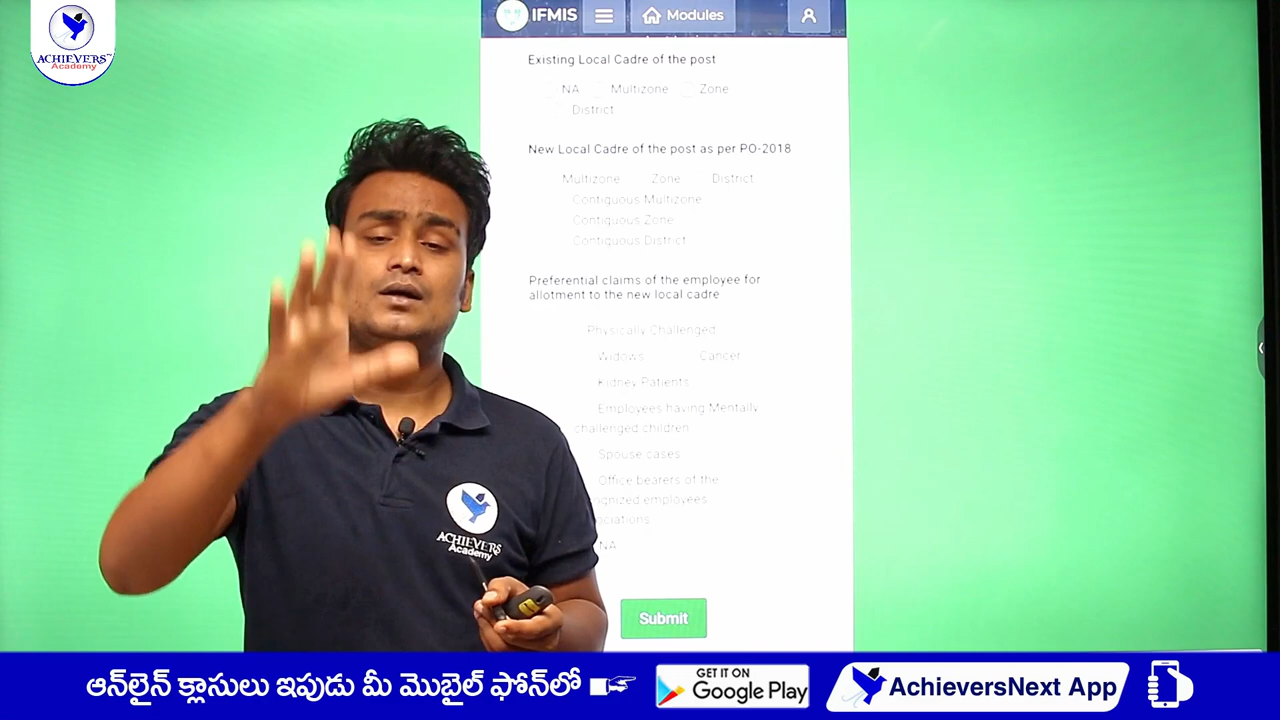 ACHIEVERS
Academy
IFMIS
Modules
Existing Local Cadre of the post
NA Multizone Zone
District
New Local Cadre of the post as per PO-2018
Multizone Zone District
Contiguous Multizone
Contiguous Zone
Contiguous District
Preferential claims of the employee for
allotment to the new local cadre
Physically Challenged
Widows Cancer
Kidney Patients
Employees having Mentally
challenged children
Spouse cases
Office bearers of the
employees
NA
Submit
ACHIEVERS
Academy
ఆన్‌లైన్ క్లాసులు ఇపుడు మీ మొబైల్ ఫోన్‌లో
GET IT ON
Google Play
AchieversNext App